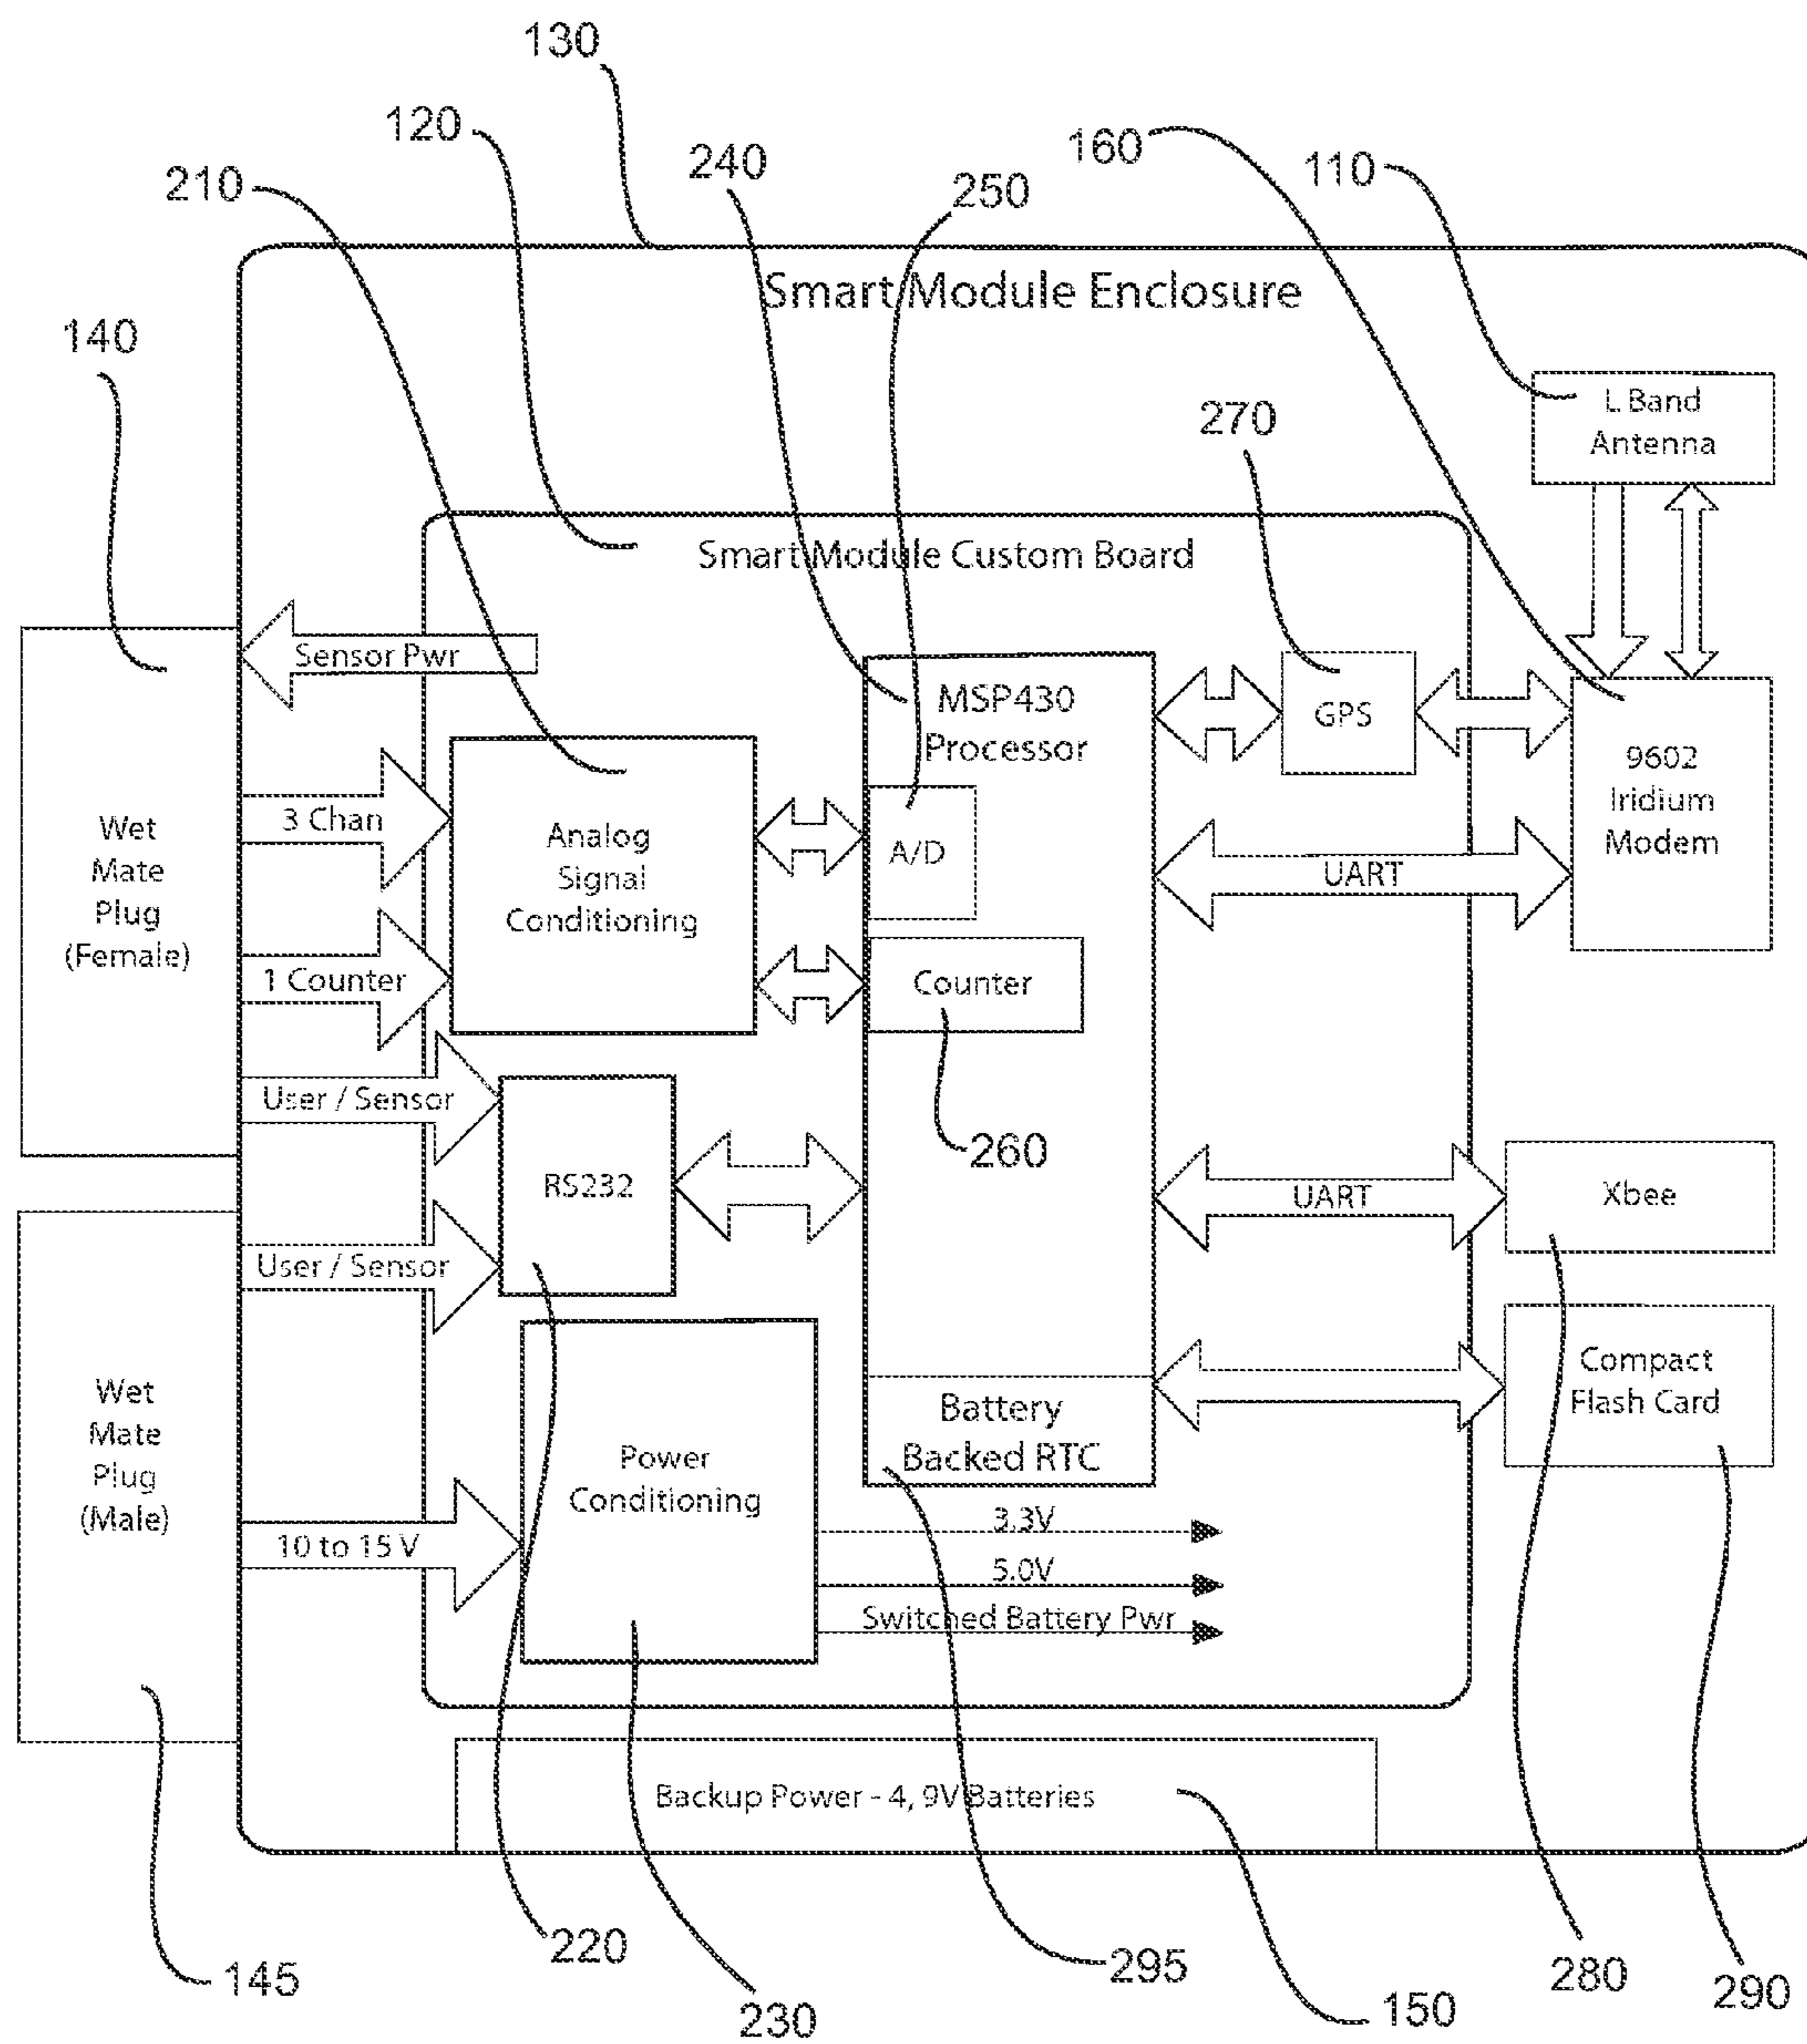 130
120
160
240
110
210
250
Smart Module Enclosure
140
L Band
Antenna
270
Smart Module Custom Board
Sensor Pwr
MSP430
Processor
GPS
9602
Iridium
Modem
3 Chan
Analog
Signal
Conditioning
A/D
UART
Wet
Mate
Plug
(Female)
1 Counter
Counter
User / Sensor
260
RS232
UART
Xbee
User / Sensor
Compact
Flash Card
Wet
Mate
Plug
(Male)
Battery
Backed RTC
Power
Conditioning
10 to 15 V
3.3V
5.0V
Switched Battery Pwr
Backup Power - 4, 9V Batteries
220
295
280
145
290
230
150